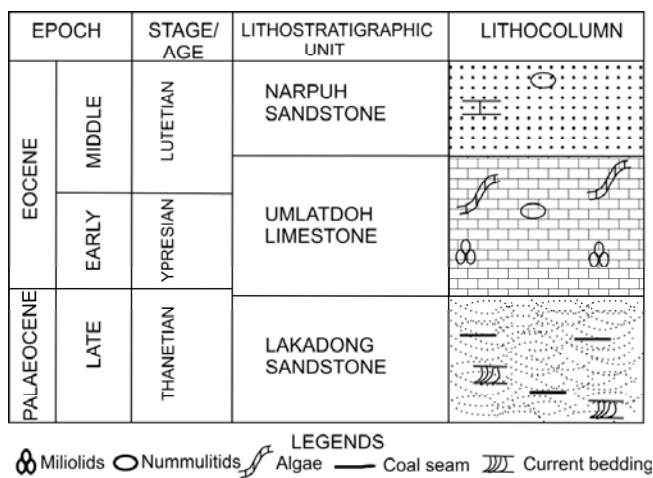 EPOCH
STAGE/
AGE
LITHOSTRATIGRAPHIC
UNIT
LITHOCOLUMN
EOCENE
MIDDLE
LUTETIAN
NARPUH
SANDSTONE
EARLY
YPRESIAN
UMLATDOH
LIMESTONE
PALAEOCENE
LATE
THANETIAN
LAKADONG
SANDSTONE
LEGENDS
Miliolids Nummulitids Algae Coal seam Current bedding